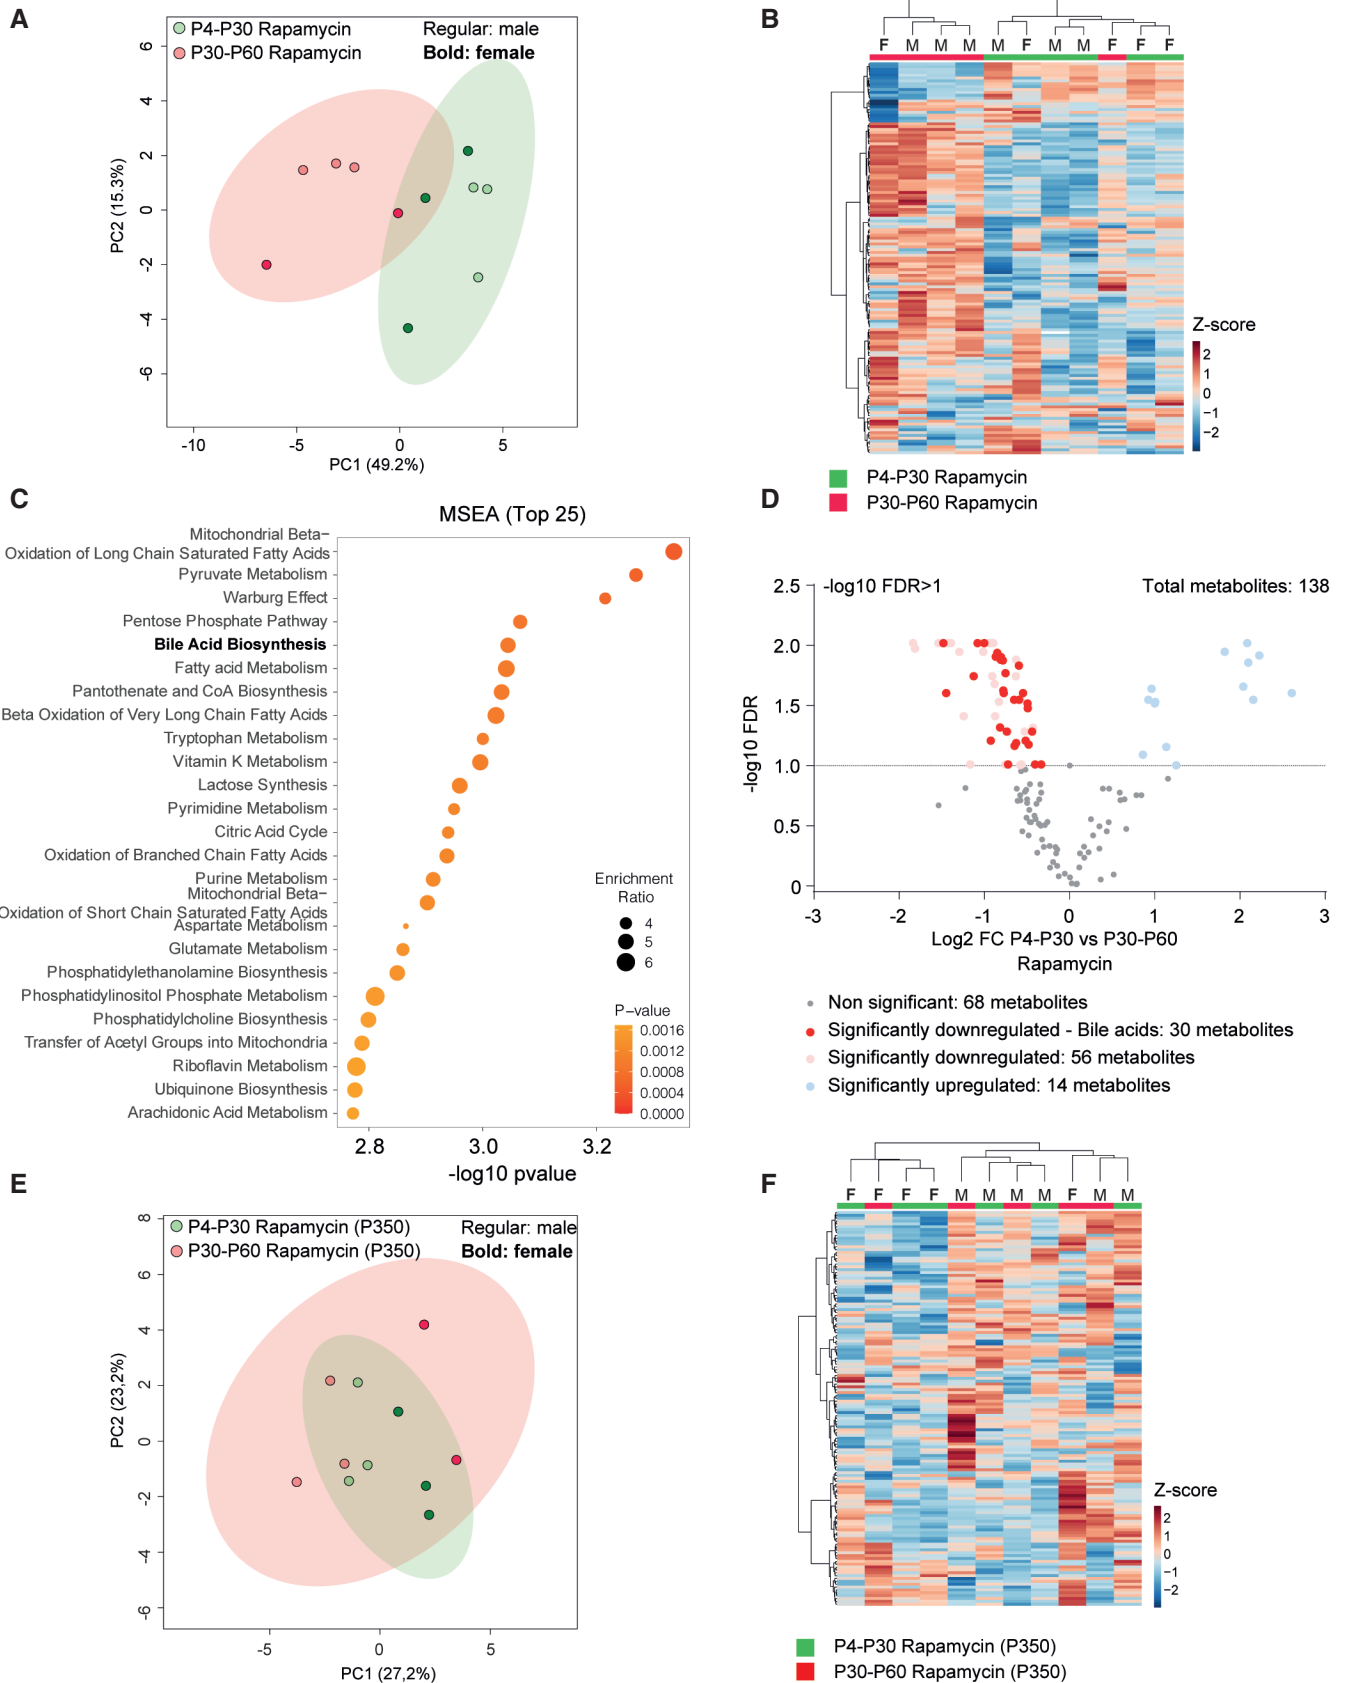 A
P4-P30 Rapamycin
P30-P60 Rapamycin
Regular: male
Bold: female
6
4
2
0
-2
-4
-6
PC2 (15.3%)
-10
-5
0
5
PC1 (49.2%)
B
F M M M M F M M F F F
Z-score
2
1
0
−1
−2
P4-P30 Rapamycin
P30-P60 Rapamycin
C
MSEA (Top 25)
Mitochondrial Beta−
Oxidation of Long Chain Saturated Fatty Acids
Pyruvate Metabolism
Warburg Effect
Pentose Phosphate Pathway
Bile Acid Biosynthesis
Fatty acid Metabolism
Pantothenate and CoA Biosynthesis
Beta Oxidation of Very Long Chain Fatty Acids
Tryptophan Metabolism
Vitamin K Metabolism
Lactose Synthesis
Pyrimidine Metabolism
Citric Acid Cycle
Oxidation of Branched Chain Fatty Acids
Purine Metabolism
Mitochondrial Beta−
Oxidation of Short Chain Saturated Fatty Acids
Aspartate Metabolism
Glutamate Metabolism
Phosphatidylethanolamine Biosynthesis
Phosphatidylinositol Phosphate Metabolism
Phosphatidylcholine Biosynthesis
Transfer of Acetyl Groups into Mitochondria
Riboflavin Metabolism
Ubiquinone Biosynthesis
Arachidonic Acid Metabolism
Enrichment
Ratio
4
5
6
P−value
0.0016
0.0012
0.0008
0.0004
0.0000
2.8
3.0
3.2
-log10 pvalue
D
-log10 FDR>1
Total metabolites: 138
2.5
2.0
1.5
1.0
0.5
0
-log10 FDR
-3
-2
-1
0
1
2
3
Log2 FC P4-P30 vs P30-P60
Rapamycin
Non significant: 68 metabolites
Significantly downregulated - Bile acids: 30 metabolites
Significantly downregulated: 56 metabolites
Significantly upregulated: 14 metabolites
E
P4-P30 Rapamycin (P350)
P30-P60 Rapamycin (P350)
Regular: male
Bold: female
8
6
4
2
0
-2
-4
-6
PC2 (23,2%)
-5
0
5
PC1 (27,2%)
F
F F F F M M M M F M M
Z-score
2
1
0
−1
−2
P4-P30 Rapamycin (P350)
P30-P60 Rapamycin (P350)